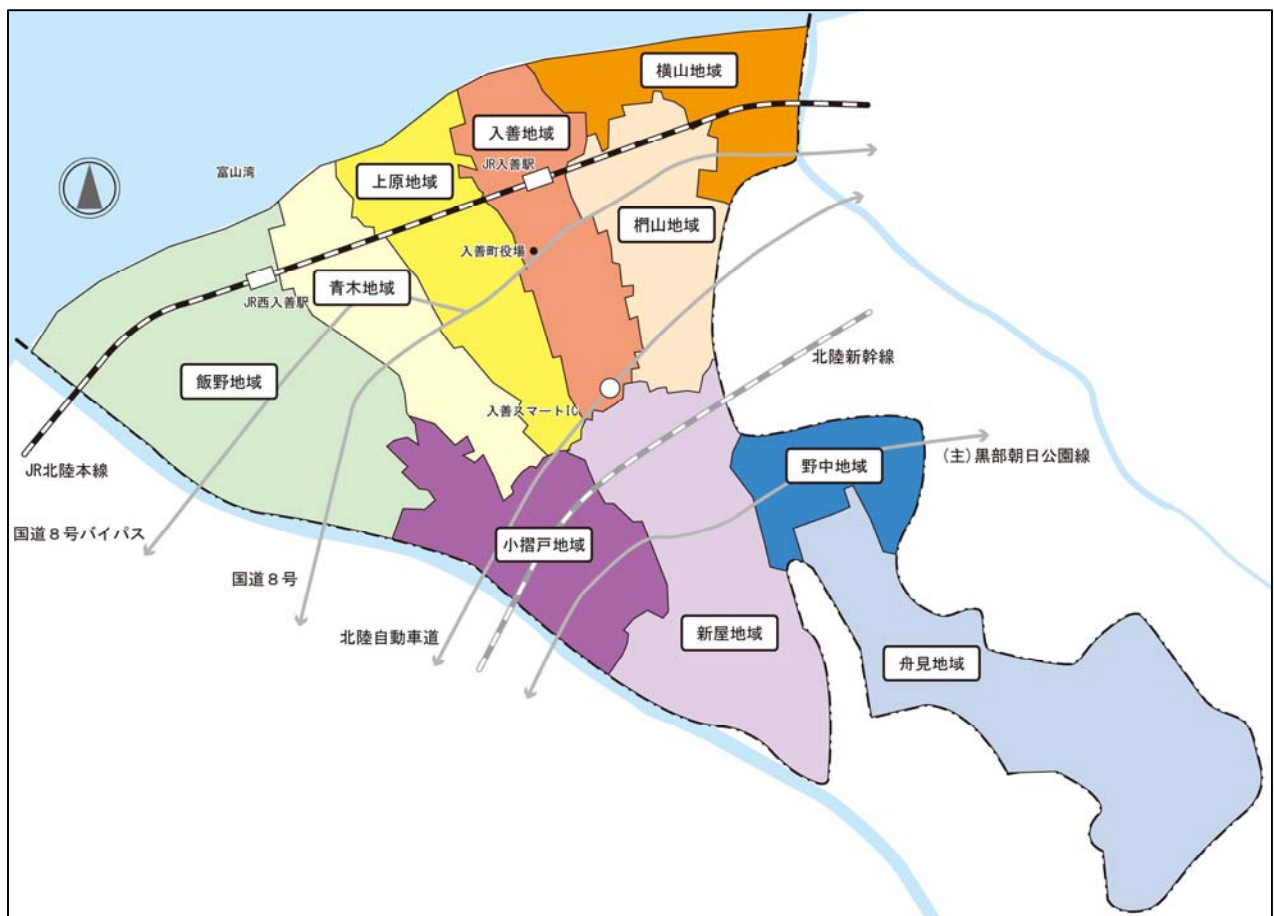 横山地域
入善地域
JR入善駅
富山湾
上原地域
椚山地域
入善町役場
青木地域
JR西入善駅
北陸新幹線
飯野地域
入善スマートIC
JR北陸本線
野中地域
(主)黒部朝日公園線
国道８号バイパス
小摺戸地域
国道８号
北陸自動車道
新屋地域
舟見地域